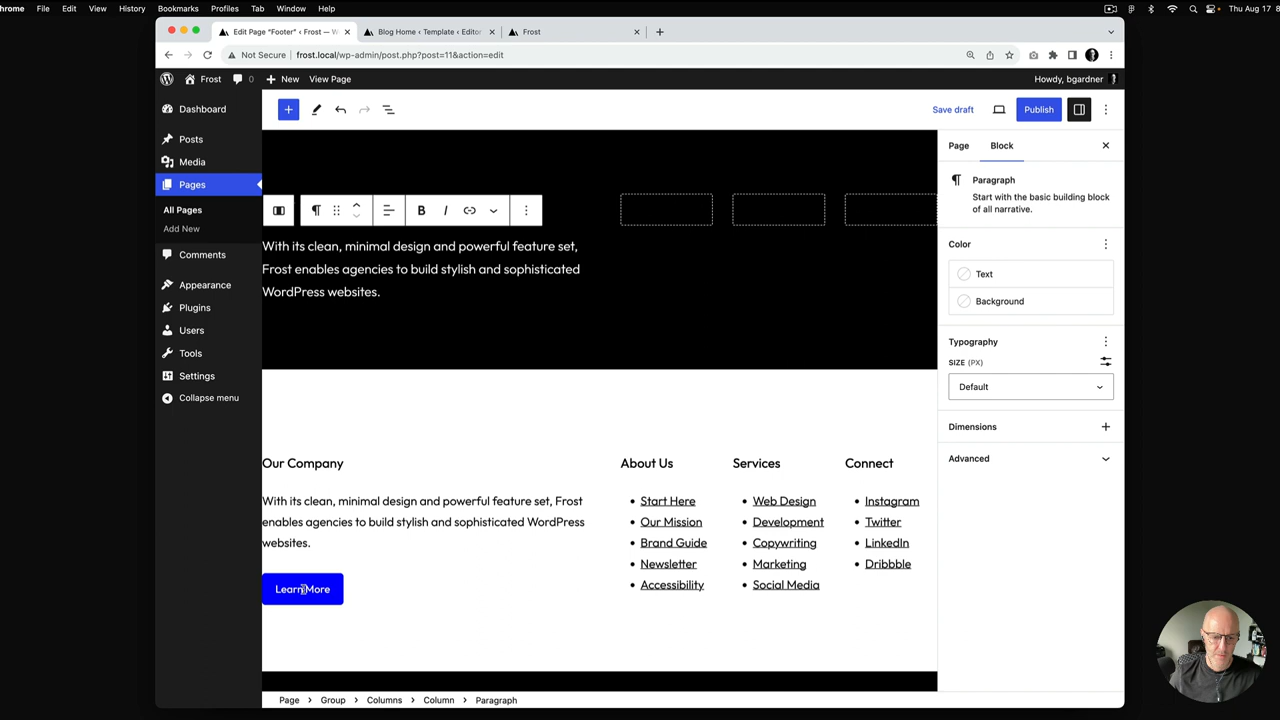 hrome File Edit View History Bookmarks Profiles Tab Window Help Thu Aug 17 8
Edit Page "Footer" ‹ Frost — W Blog Home ‹ Template ‹ Editor Frost
Not Secure frost.local/wp-admin/post.php?post=11&action=edit
Frost 0 New View Page Howdy, bgardner
Dashboard
Posts
Media
Pages
All Pages
Add New
Comments
Appearance
Plugins
Users
Tools
Settings
Collapse menu
Save draft Publish
B I
With its clean, minimal design and powerful feature set,
Frost enables agencies to build stylish and sophisticated
WordPress websites.
Our Company
With its clean, minimal design and powerful feature set, Frost
enables agencies to build stylish and sophisticated WordPress
websites.
Learn More
About Us
Start Here
Our Mission
Brand Guide
Newsletter
Accessibility
Services
Web Design
Development
Copywriting
Marketing
Social Media
Connect
Instagram
Twitter
LinkedIn
Dribbble
Page Block
Paragraph
Start with the basic building block
of all narrative.
Color
Text
Background
Typography
SIZE (PX)
Default
Dimensions
Advanced
Page Group Columns Column Paragraph